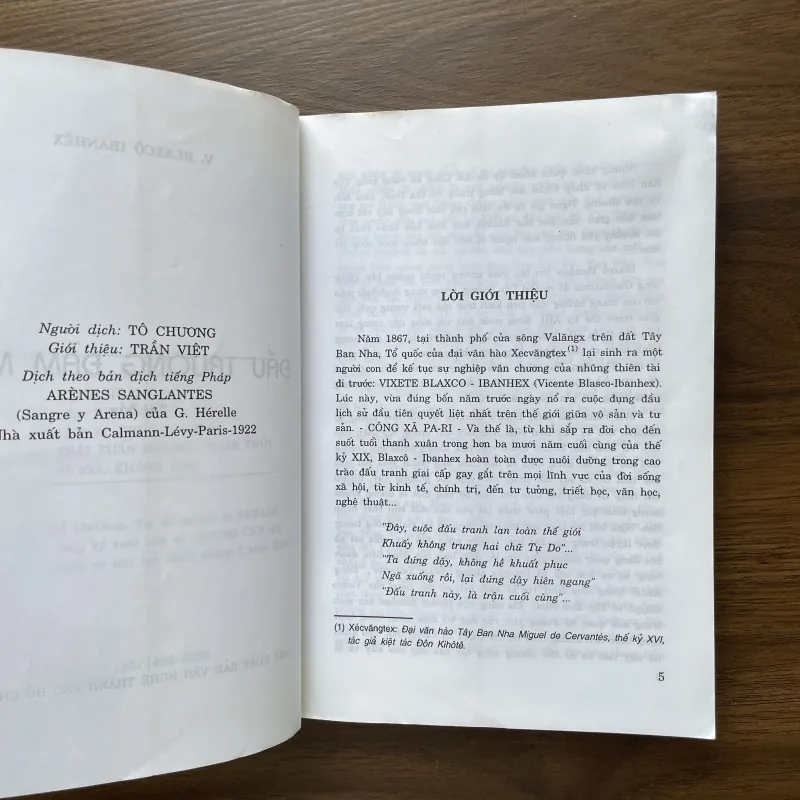 Người dịch: TÔ CHƯƠNG
Giới thiêu: TRẦN VIỆT
Dịch theo bản dịch tiếng Pháp
ARÈNES SANGLANTES
(Sangre y Arena) của G. Hérelle
Nhà xuất bản Calmann-Lévy-Paris-1922
LỜI GIỚI THIỆU
Năm 1867, tại thành phố cửa sông Valăngx trên đất Tây
Ban Nha, Tổ quốc của đại văn hào Xecvăngtex(1) lại sinh ra một
người con để kế tục sự nghiệp văn chương của những thiên tài
đi trước: VIXETE BLAXCO - IBANHEX (Vicente Blasco-Ibanhex).
Lúc này, vừa đúng bốn năm trước ngày nổ ra cuộc đụng đầu
lịch sử đầu tiên quyết liệt nhất trên thế giới giữa vô sản và tư
sản. - CÔNG XÃ PA-RI - Và thế là, từ khi sắp ra đời cho đến
suốt tuổi thanh xuân trong hơn ba mươi năm cuối cùng của thế
kỷ XIX, Blaxcô - Ibanhex hoàn toàn được nuôi dưỡng trong cao
trào đấu tranh giai cấp gay gắt trên mọi lĩnh vuc của đời sống
xã hội, từ kinh tế, chính trị, đến tư tưởng, triết học, văn học,
nghệ thuật...
"Đây, cuộc đấu tranh lan toàn thế giới
Khuấy không trung hai chữ Tự Do"...
"Ta đứng dậy, không hề khuất phục
Ngã xuống rồi, lại đứng dậy hiên ngang"
"Đấu tranh này, là trận cuối cùng"...
(1) Xécvăngtex: Đại văn hào Tây Ban Nha Miguel de Cervantès, thế kỷ XVI,
tác giả kiệt tác Đôn Kihôtê.
5